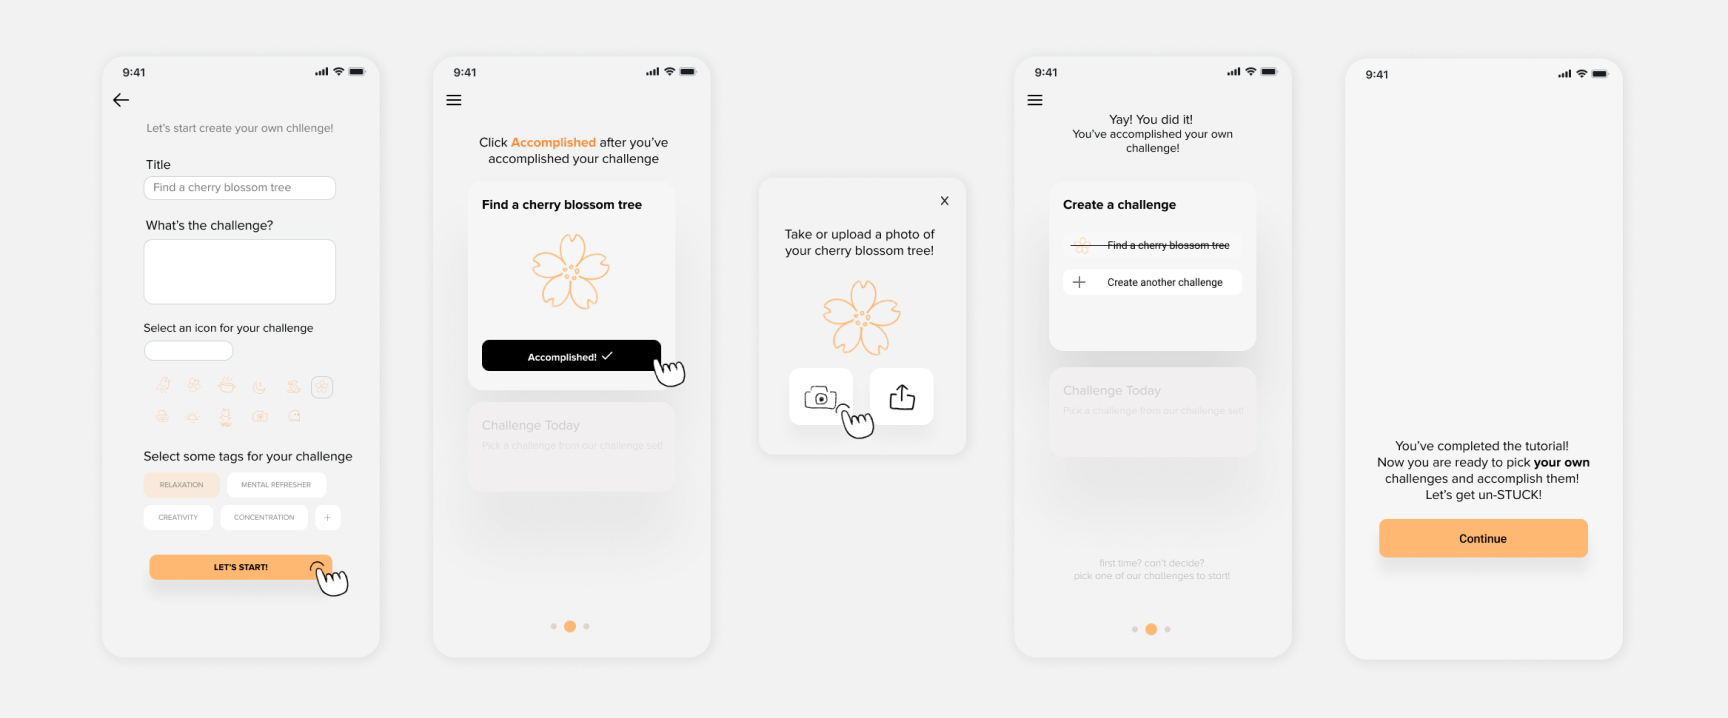 9:41
Let's start create your own chllenge!
Title
Find a cherry blossom tree
What's the challenge?
Select an icon for your challenge
Select some tags for your challenge
RELAXATION
MENTAL REFRESHER
CREATIVITY
CONCENTRATION
+
LET'S START!
9:41
Click Accomplished after you've
accomplished your challenge
Find a cherry blossom tree
Accomplished!
Challenge Today
Pick a challenge from our challenge set!
X
Take or upload a photo of
your cherry blossom tree!
9:41
Yay! You did it!
You've accomplished your own
challenge!
Create a challenge
Find a cherry blossom tree
Create another challenge
Challenge Today
Pick a challenge from our challenge set!
first time? can't decide?
pick one of our challenges to start!
9:41
You've completed the tutorial!
Now you are ready to pick your own
challenges and accomplish them!
Let's get un-STUCK!
Continue